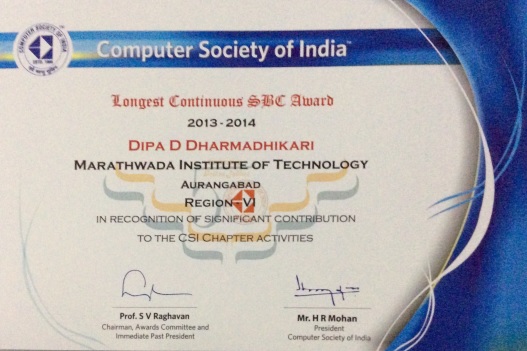 COMPUTER SOCIETY OF INDIA
Computer Society of India™
Longest Continuous SBC Award
2013-2014
DIPA D DHARMADHIKARI
MARATHWADA INSTITUTE OF TECHNOLOGY
AURANGABAD
REGION-VI
IN RECOGNITION OF SIGNIFICANT CONTRIBUTION
TO THE CSI CHAPTER ACTIVITIES
Prof. S V Raghavan
Chairman, Awards Committee and
Immediate Past President
Mr. H R Mohan
President
Computer Society of India